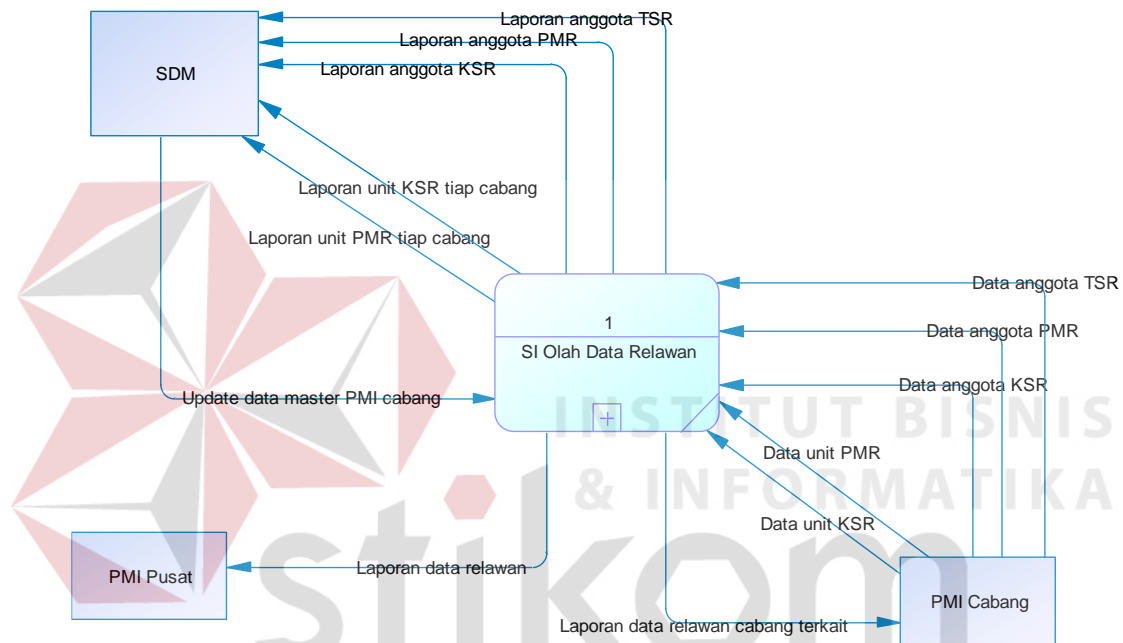 Laporan anggota TSR
Laporan anggota PMR
Laporan anggota KSR
SDM
Laporan unit KSR tiap cabang
Laporan unit PMR tiap cabang
Data anggota TSR
1
Data anggota PMR
SI Olah Data Relawan
Data anggota KSR
Update data master PMI cabang
INSTITUT BISNIS
+
Data unit PMR
& INFORMATIKA
Data unit KSR
stikom
Laporan data relawan
PMI Pusat
PMI Cabang
Laporan data relawan cabang terkait